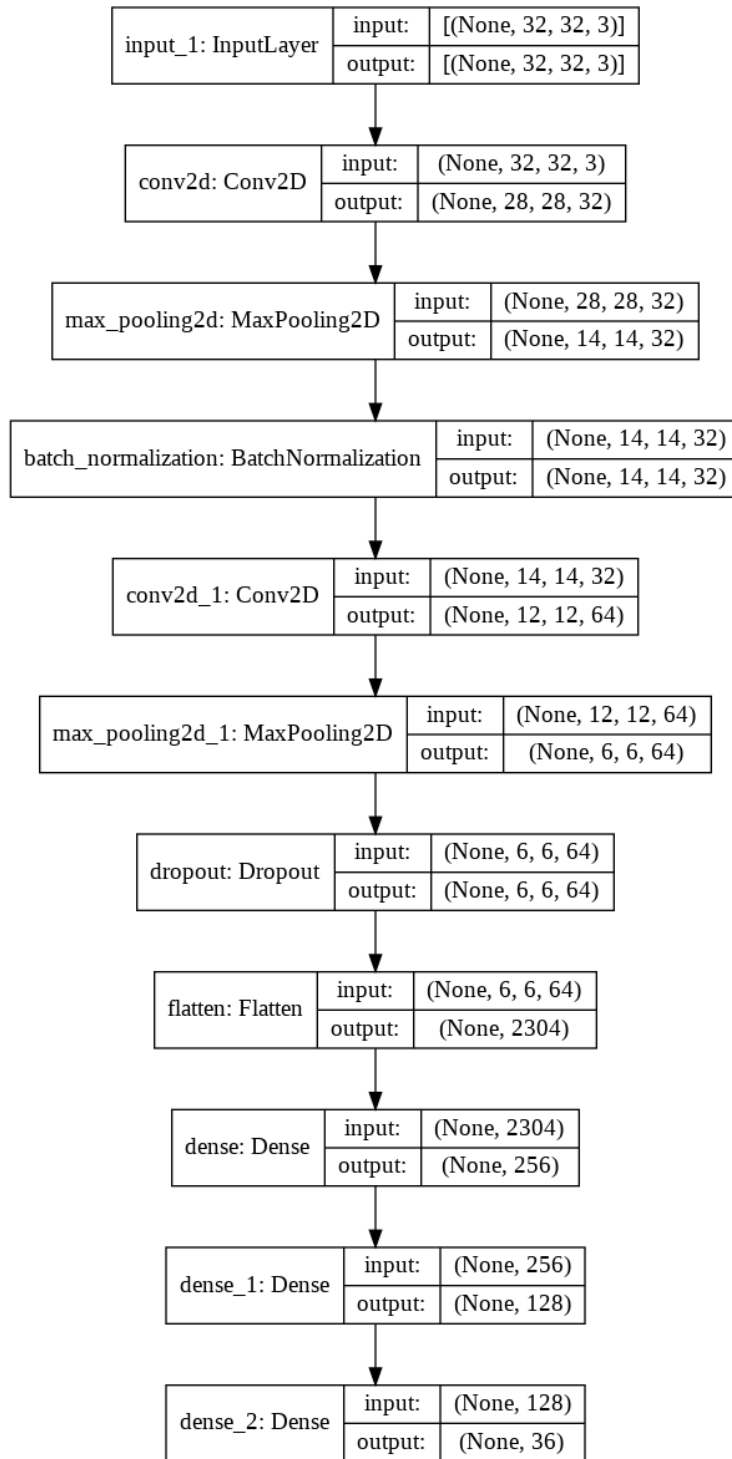 input_1: InputLayer
input: [(None, 32, 32, 3)]
output: [(None, 32, 32, 3)]
conv2d: Conv2D
input: (None, 32, 32, 3)
output: (None, 28, 28, 32)
max_pooling2d: MaxPooling2D
input: (None, 28, 28, 32)
output: (None, 14, 14, 32)
batch_normalization: BatchNormalization
input: (None, 14, 14, 32)
output: (None, 14, 14, 32)
conv2d_1: Conv2D
input: (None, 14, 14, 32)
output: (None, 12, 12, 64)
max_pooling2d_1: MaxPooling2D
input: (None, 12, 12, 64)
output: (None, 6, 6, 64)
dropout: Dropout
input: (None, 6, 6, 64)
output: (None, 6, 6, 64)
flatten: Flatten
input: (None, 6, 6, 64)
output: (None, 2304)
dense: Dense
input: (None, 2304)
output: (None, 256)
dense_1: Dense
input: (None, 256)
output: (None, 128)
dense_2: Dense
input: (None, 128)
output: (None, 36)